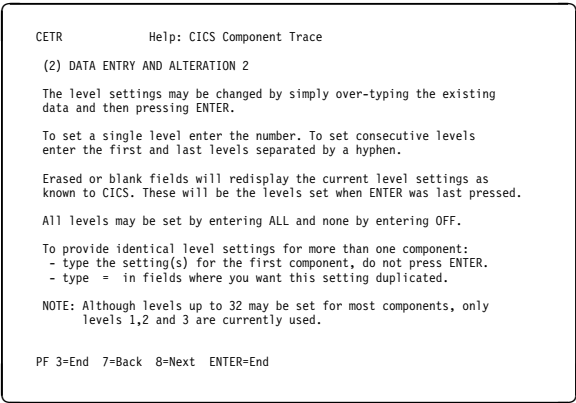 CETR Help: CICS Component Trace
(2) DATA ENTRY AND ALTERATION 2
The level settings may be changed by simply over-typing the existing
data and then pressing ENTER.
To set a single level enter the number. To set consecutive levels
enter the first and last levels separated by a hyphen.
Erased or blank fields will redisplay the current level settings as
known to CICS. These will be the levels set when ENTER was last pressed.
All levels may be set by entering ALL and none by entering OFF.
To provide identical level settings for more than one component:
- type the setting(s) for the first component, do not press ENTER.
- type = in fields where you want this setting duplicated.
NOTE: Although levels up to 32 may be set for most components, only
levels 1,2 and 3 are currently used.
PF 3=End 7=Back 8=Next ENTER=End